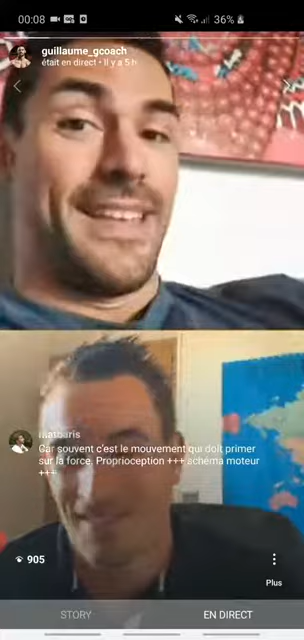 00:08
36%
guillaume_gcoach
était en direct • Il y a 5 h
matbaris
Car souvent c'est le mouvement qui doit primer
sur la force. Proprioception +++ schéma moteur
+++
905
Plus
STORY
EN DIRECT